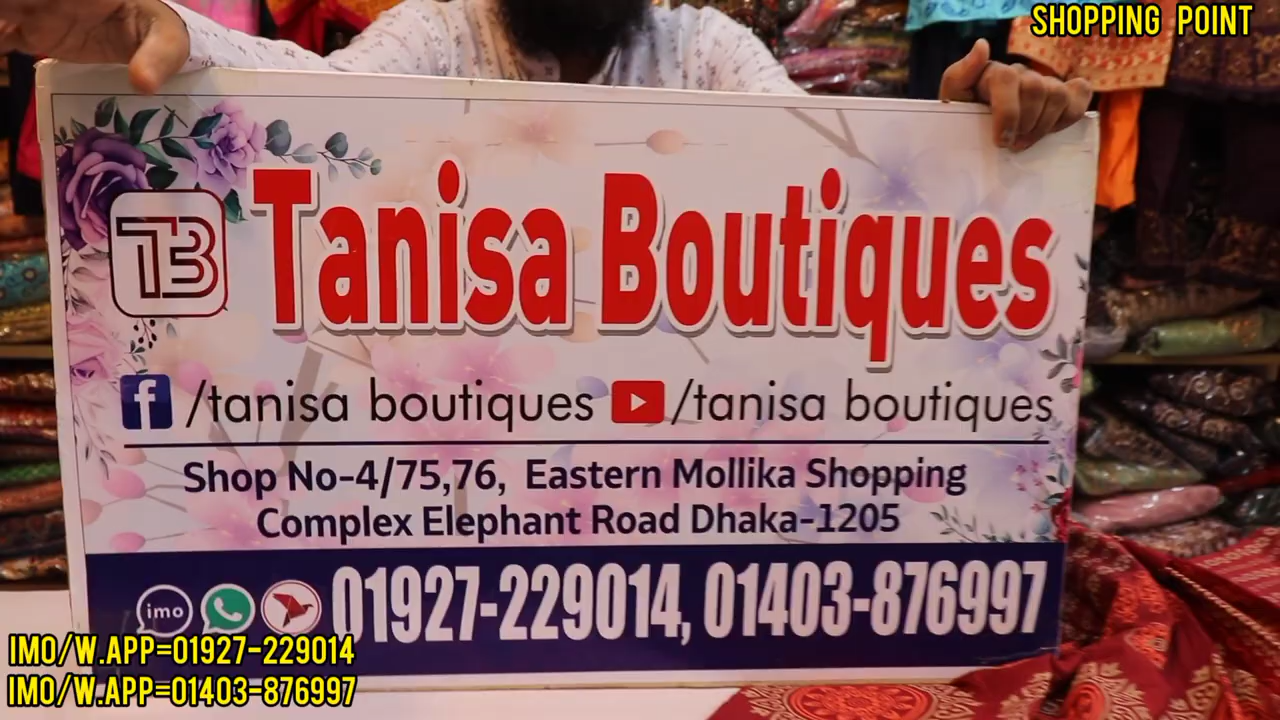 SHOPPING POINT
TB
Tanisa Boutiques
/tanisa boutiques /tanisa boutiques
Shop No-4/75,76, Eastern Mollika Shopping
Complex Elephant Road Dhaka-1205
imo 01927-229014, 01403-876997
IMO/W.APP=01927-229014
IMO/W.APP=01403-876997